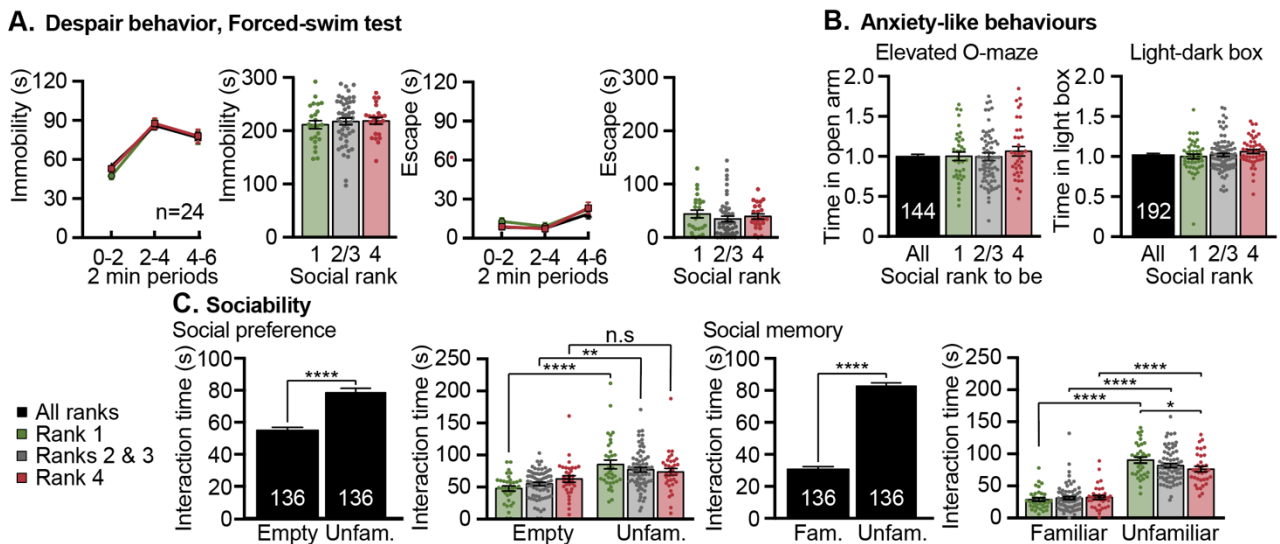 A. Despair behavior, Forced-swim test
Immobility (s)
120
90
60
30
0
n=24
0-2 2-4 4-6
2 min periods
Immobility (s)
300
200
100
0
1 2/3 4
Social rank
Escape (s)
120
90
60
30
0
0-2 2-4 4-6
2 min periods
Escape (s)
300
200
100
0
1 2/3 4
Social rank
B. Anxiety-like behaviours
Elevated O-maze
Time in open arm
2.0
1.5
1.0
0.5
0
144
All 1 2/3 4
Social rank to be
Light-dark box
Time in light box
2.0
1.5
1.0
0.5
0
192
All 1 2/3 4
Social rank
C. Sociability
All ranks
Rank 1
Ranks 2 & 3
Rank 4
Social preference
Interaction time (s)
100
80
60
40
20
0
****
136 136
Empty Unfam.
Interaction time (s)
250
200
150
100
50
0
n.s
**
****
Empty Unfam.
Social memory
Interaction time (s)
100
80
60
40
20
0
****
136 136
Fam. Unfam.
Interaction time (s)
250
200
150
100
50
0
****
****
**** *
Familiar Unfamiliar